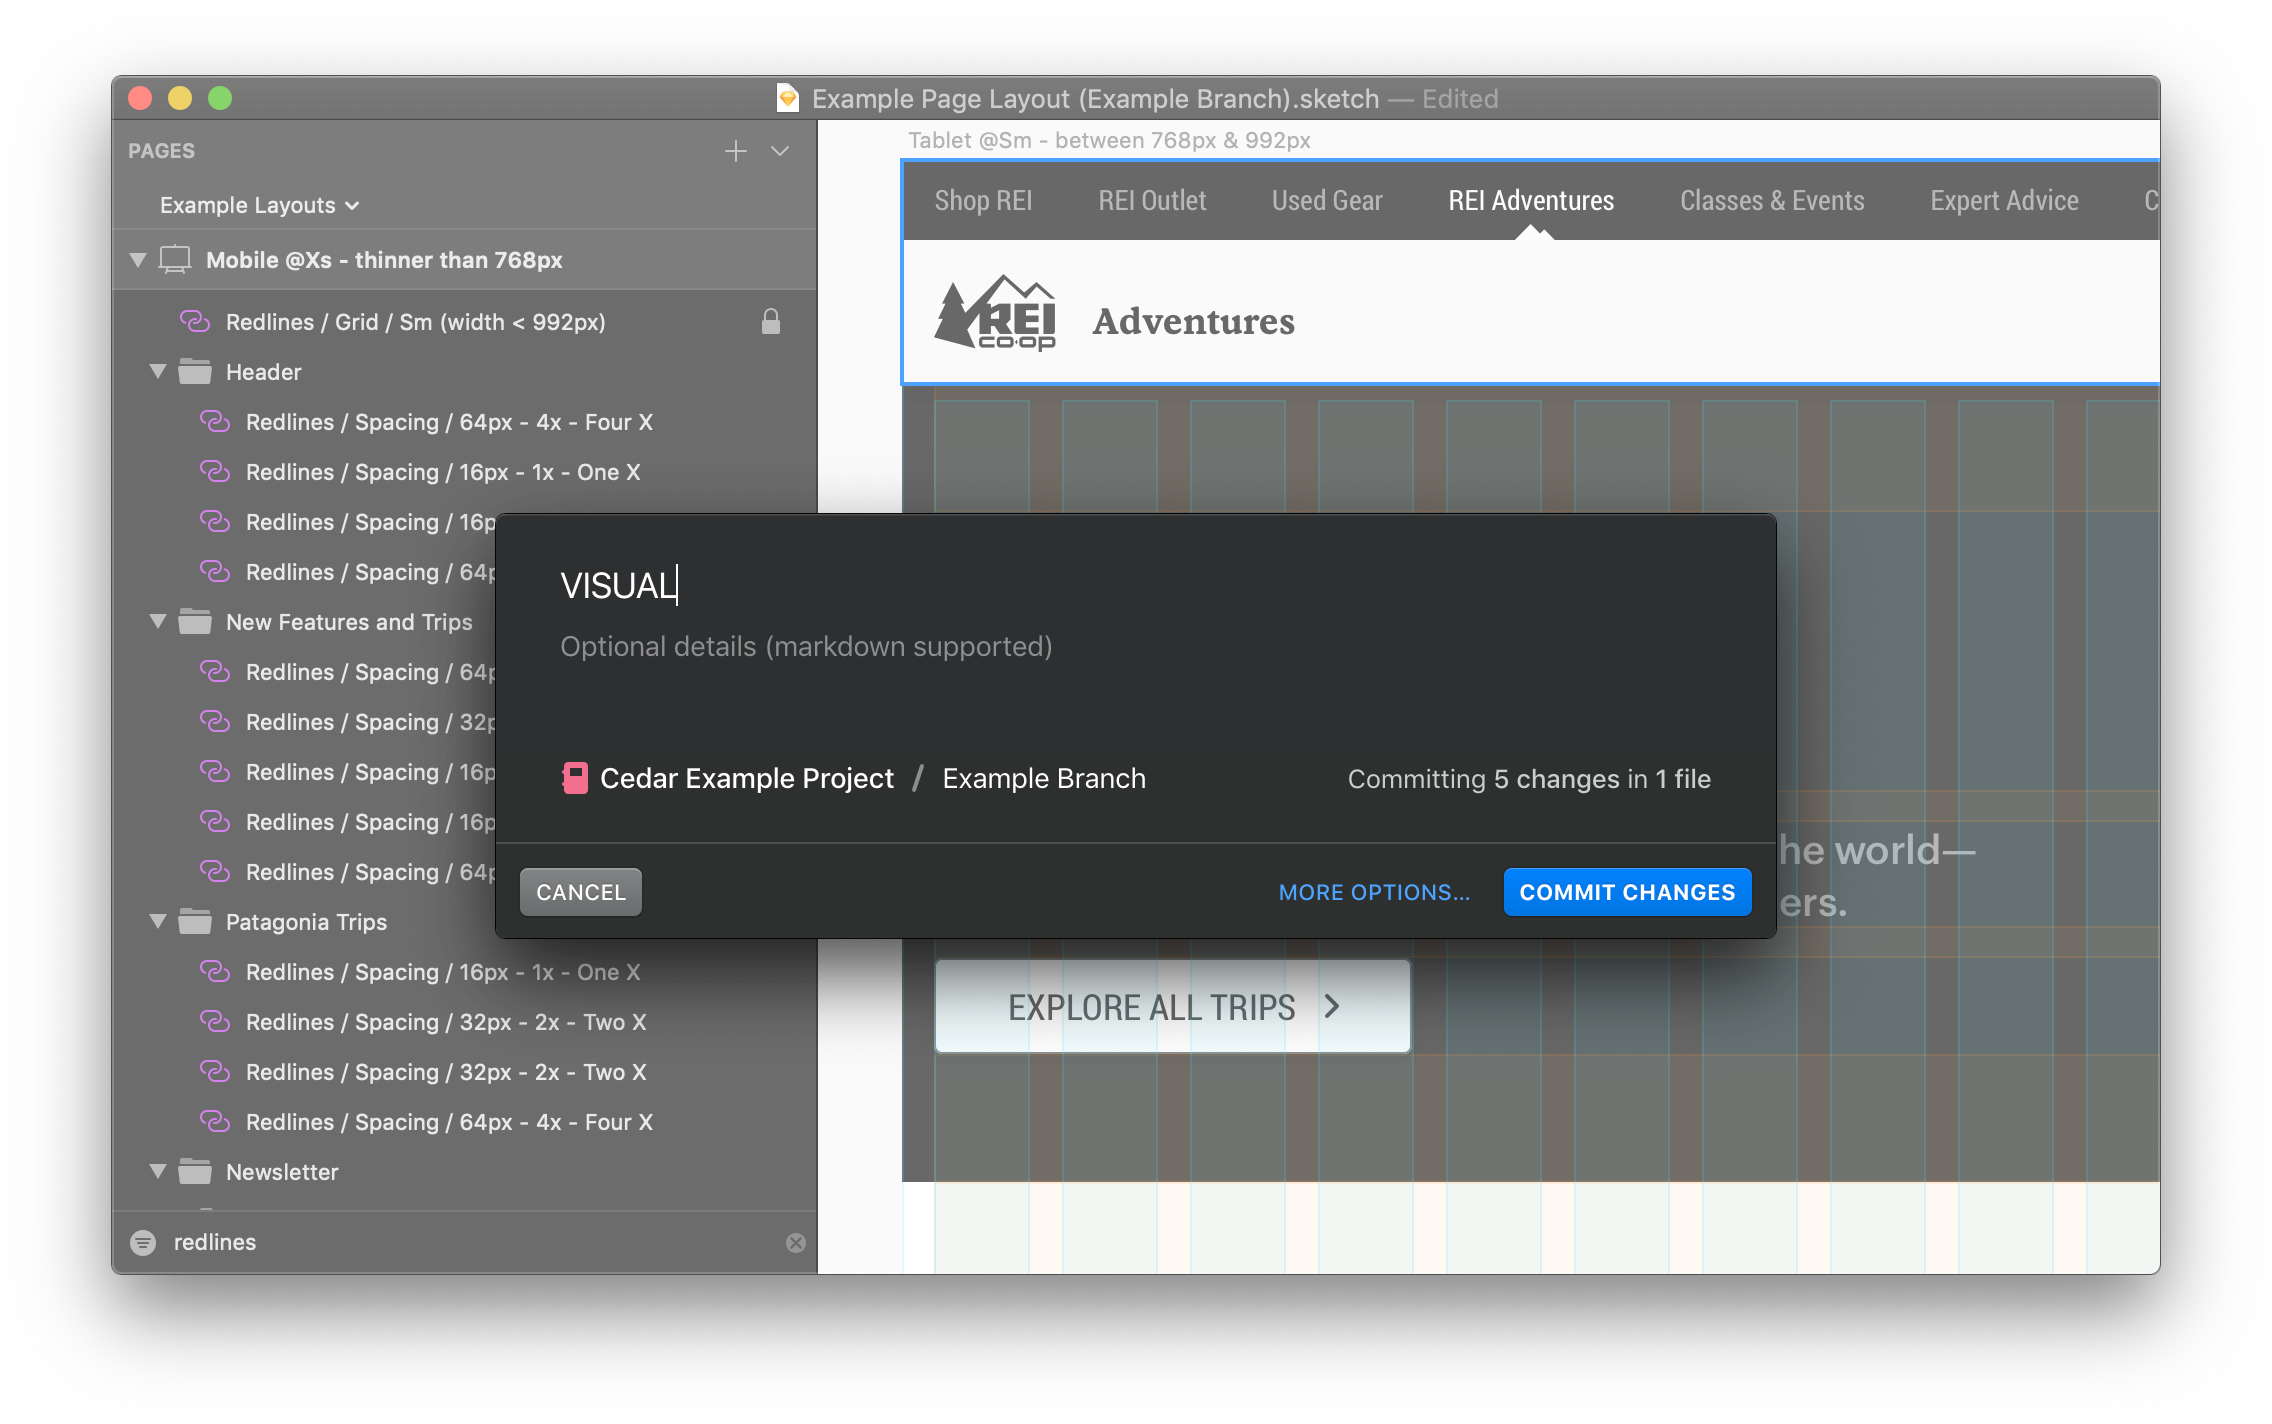 Example Page Layout (Example Branch).sketch — Edited
PAGES
Example Layouts
Mobile @Xs - thinner than 768px
Redlines / Grid / Sm (width < 992px)
Header
Redlines / Spacing / 64px - 4x - Four X
Redlines / Spacing / 16px - 1x - One X
Redlines / Spacing / 16p
Redlines / Spacing / 64p
New Features and Trips
Redlines / Spacing / 64p
Redlines / Spacing / 32p
Redlines / Spacing / 16p
Redlines / Spacing / 16p
Redlines / Spacing / 64p
Patagonia Trips
Redlines / Spacing / 16px - 1x - One X
Redlines / Spacing / 32px - 2x - Two X
Redlines / Spacing / 32px - 2x - Two X
Redlines / Spacing / 64px - 4x - Four X
Newsletter
redlines
Tablet @Sm - between 768px & 992px
Shop REI REI Outlet Used Gear REI Adventures Classes & Events Expert Advice C
REI
CO·OP
Adventures
VISUAL
Optional details (markdown supported)
Cedar Example Project / Example Branch Committing 5 changes in 1 file
CANCEL MORE OPTIONS... COMMIT CHANGES
he world—
ers.
EXPLORE ALL TRIPS